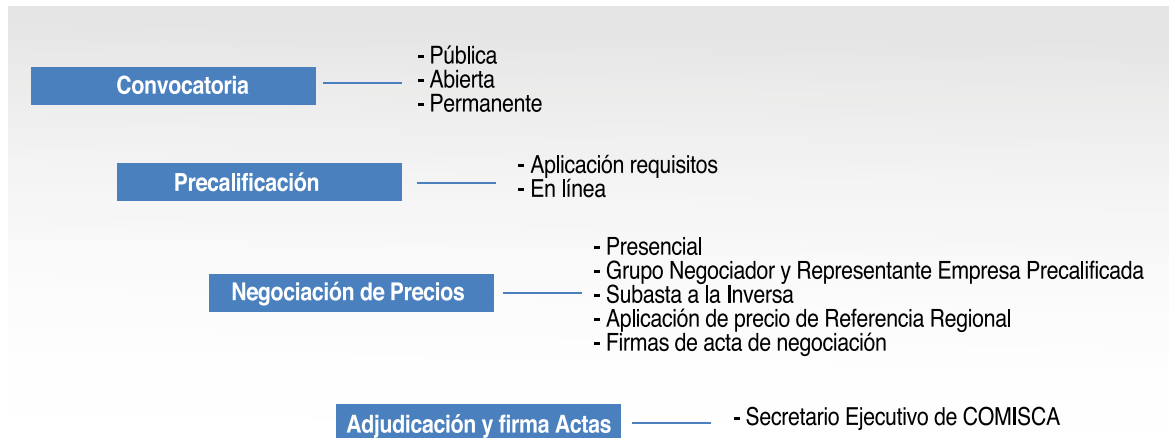 Convocatoria
- Pública
- Abierta
- Permanente
Precalificación
- Aplicación requisitos
- En línea
Negociación de Precios
- Presencial
- Grupo Negociador y Representante Empresa Precalificada
- Subasta a la Inversa
- Aplicación de precio de Referencia Regional
- Firmas de acta de negociación
Adjudicación y firma Actas
- Secretario Ejecutivo de COMISCA